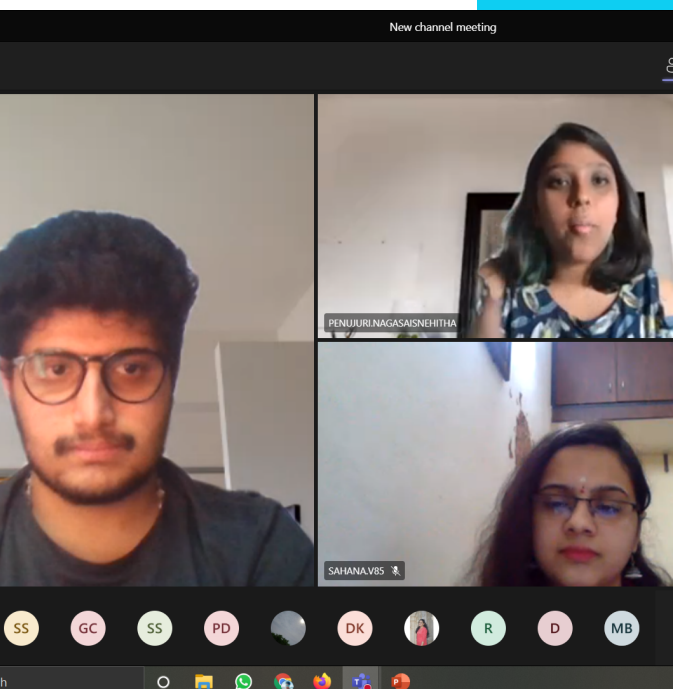 New channel meeting
PENUJURI.NAGASAISNEHITHA
SAHANA.V85
SS GC SS PD DK R D MB
h